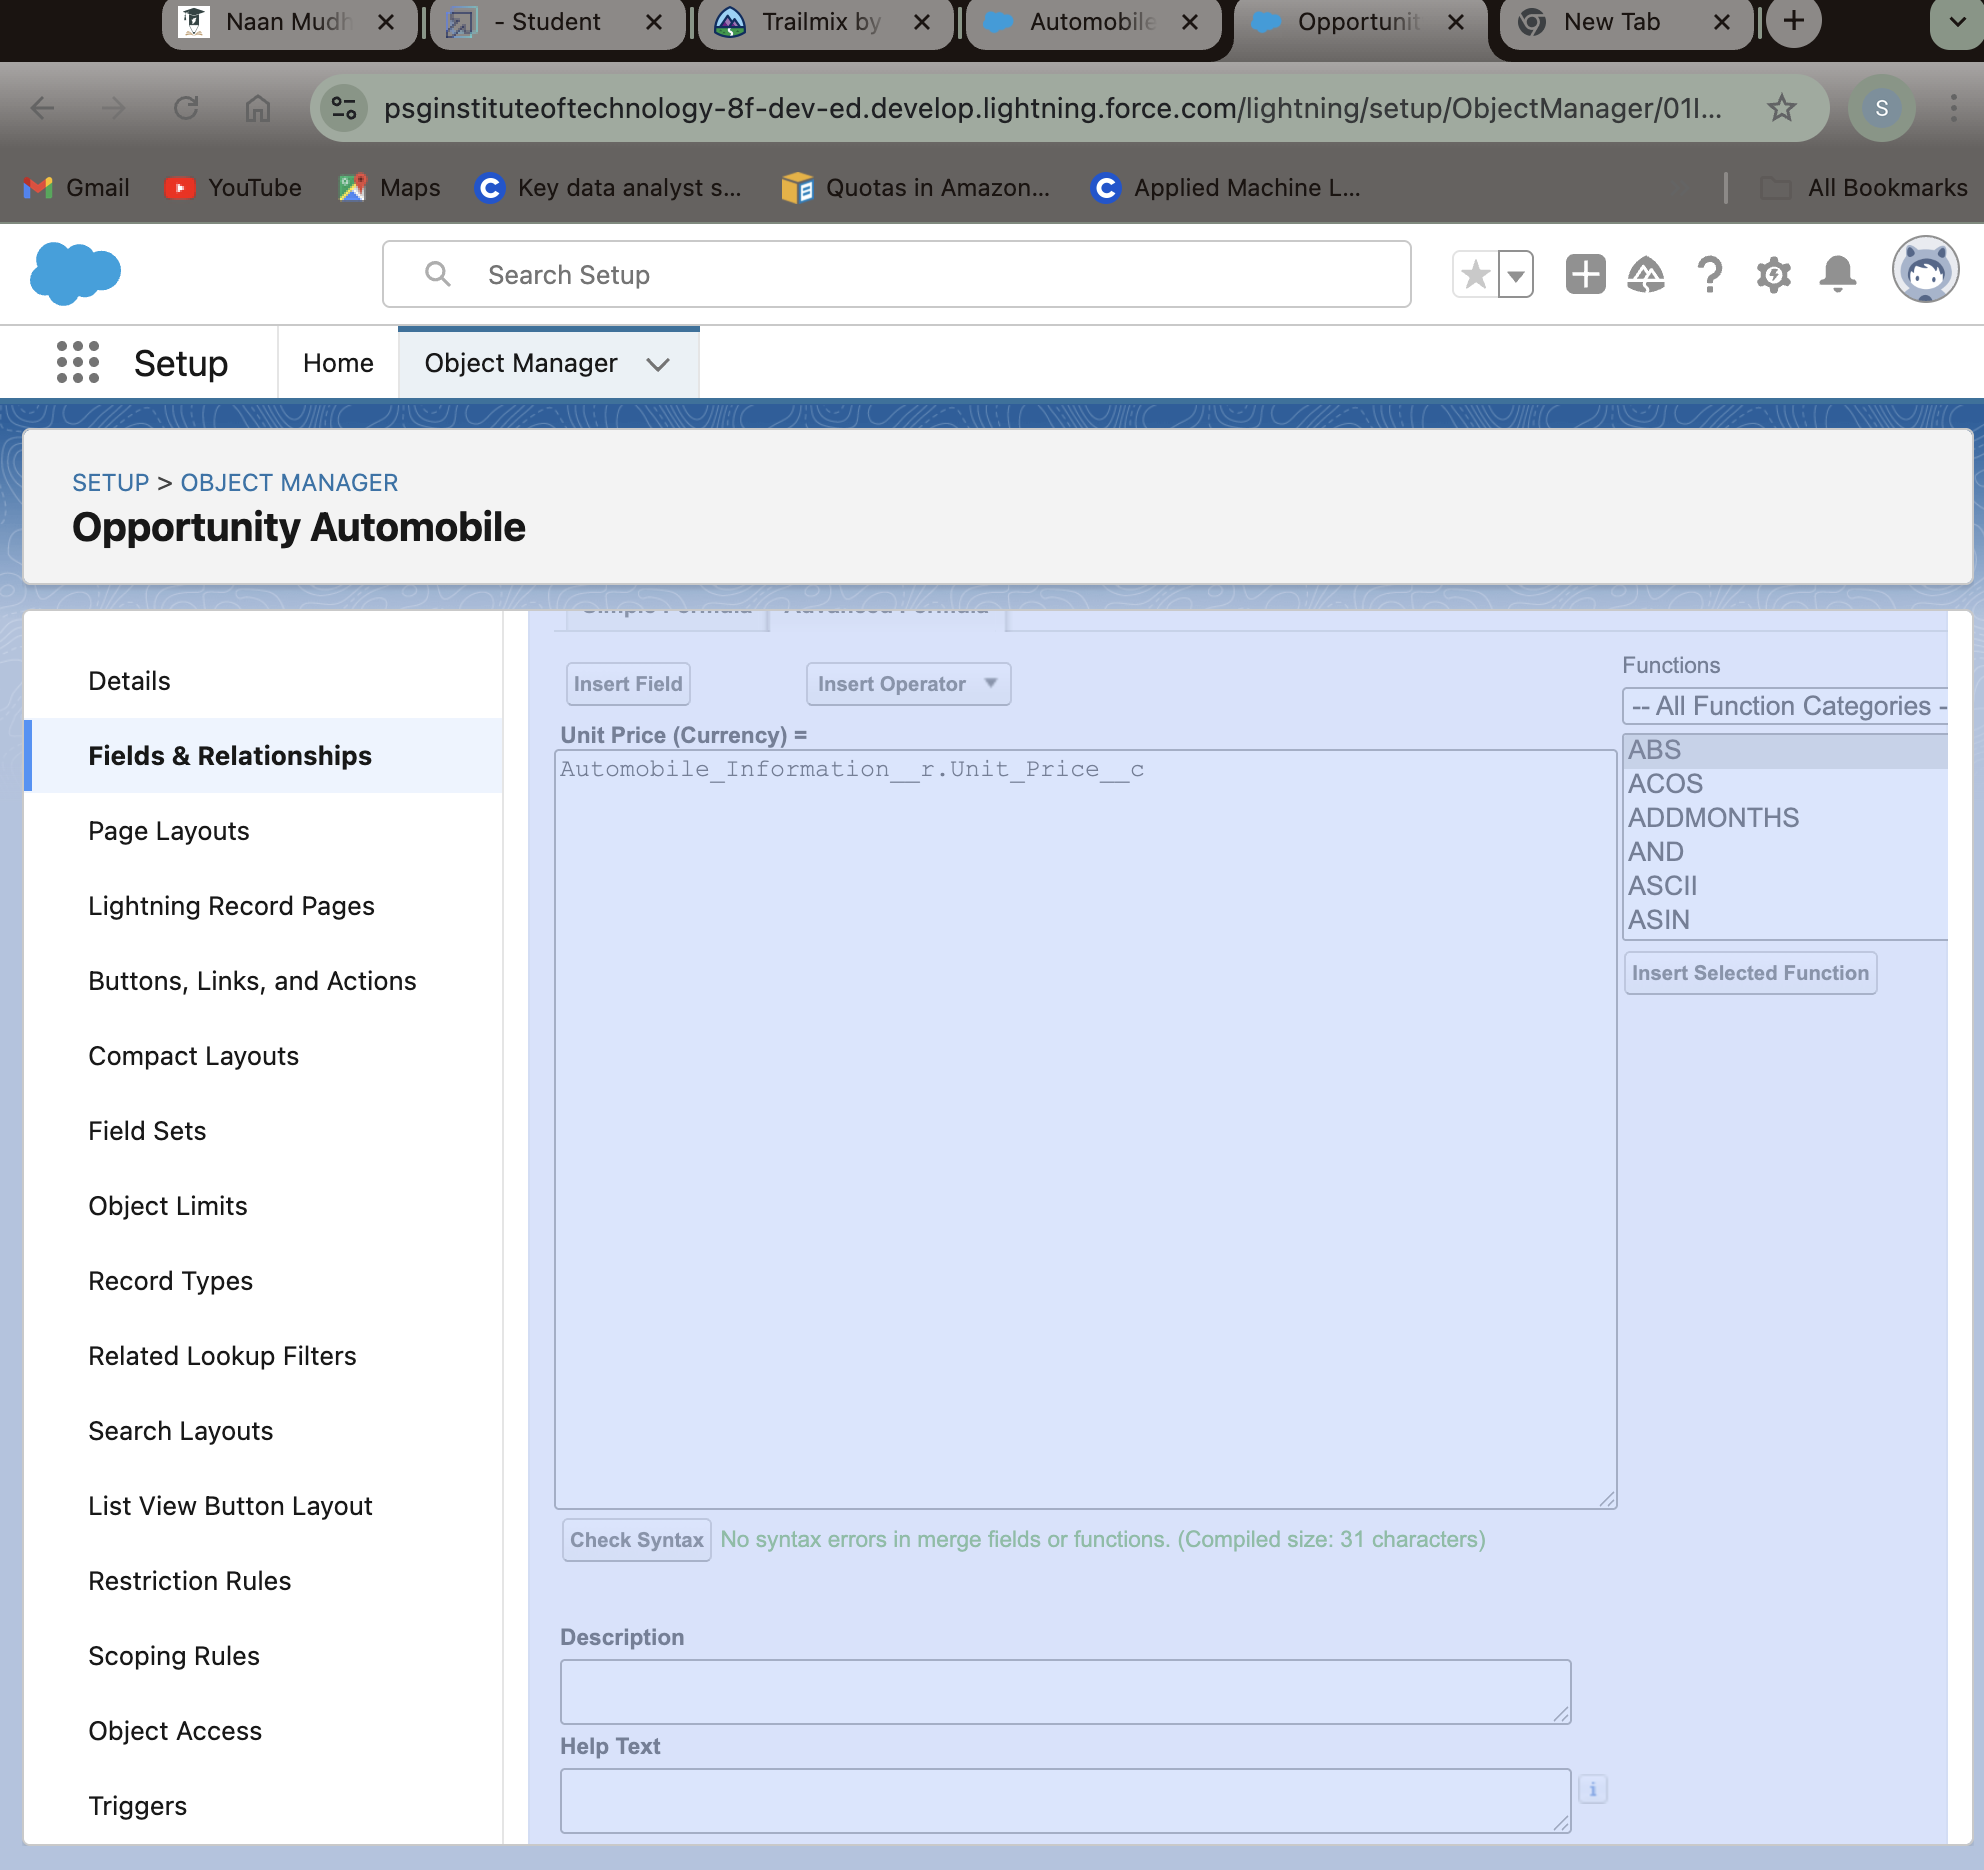 Naan Mudh
- Student
Trailmix by
Automobile
Opportunit
New Tab
psginstituteoftechnology-8f-dev-ed.develop.lightning.force.com/lightning/setup/ObjectManager/01I...
S
Gmail
YouTube
Maps
Key data analyst s...
Quotas in Amazon...
Applied Machine L...
All Bookmarks
Search Setup
Setup
Home
Object Manager
SETUP > OBJECT MANAGER
Opportunity Automobile
Details
Fields & Relationships
Page Layouts
Lightning Record Pages
Buttons, Links, and Actions
Compact Layouts
Field Sets
Object Limits
Record Types
Related Lookup Filters
Search Layouts
List View Button Layout
Restriction Rules
Scoping Rules
Object Access
Triggers
Simple Formula
Advanced Formula
Insert Field
Insert Operator
Unit Price (Currency) =
Automobile_Information__r.Unit_Price__c
Functions
-- All Function Categories -
ABS
ACOS
ADDMONTHS
AND
ASCII
ASIN
Insert Selected Function
Check Syntax
No syntax errors in merge fields or functions. (Compiled size: 31 characters)
Description
Help Text